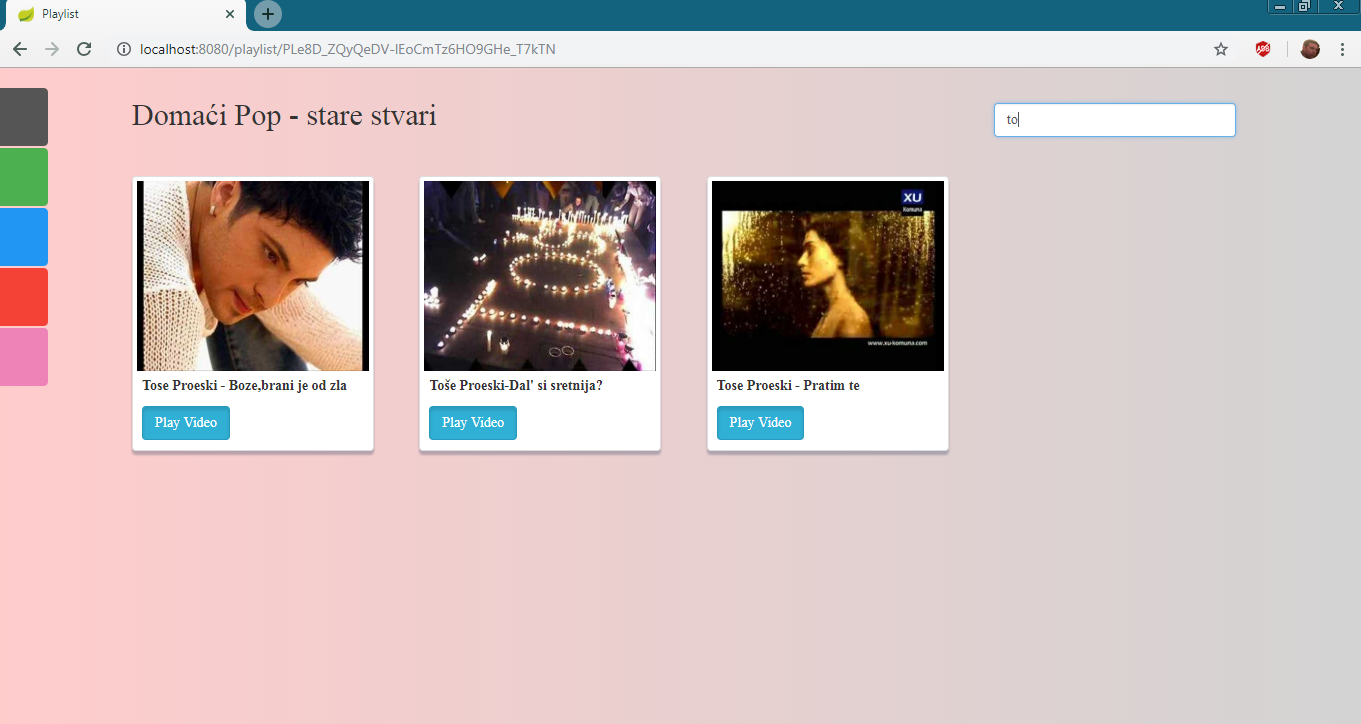 Playlist
localhost:8080/playlist/PLe8D_ZQyQeDV-lEoCmTz6HO9GHe_T7kTN
ABP
Domaći Pop - stare stvari
to
XU
Komuna
www.xu-komuna.com
Tose Proeski - Boze,brani je od zla
Toše Proeski-Dal' si sretnija?
Tose Proeski - Pratim te
Play Video
Play Video
Play Video